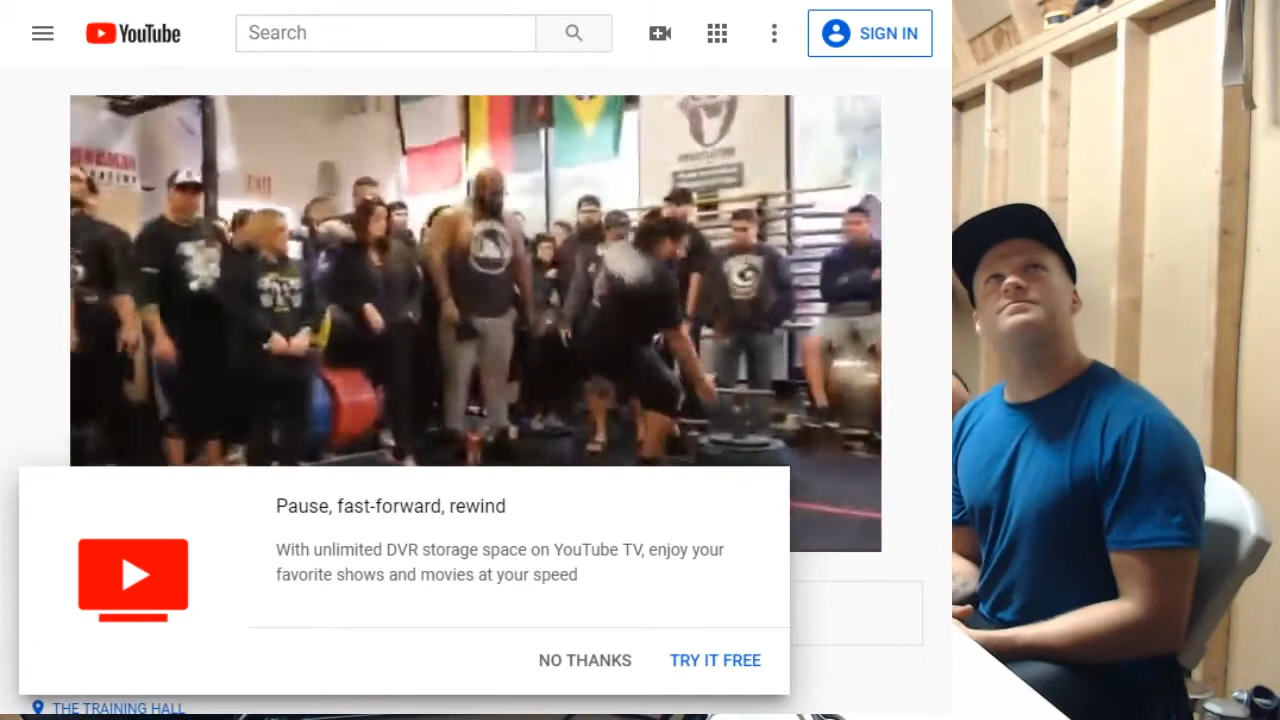 YouTube
Search
SIGN IN
EXIT
Pause, fast-forward, rewind
With unlimited DVR storage space on YouTube TV, enjoy your
favorite shows and movies at your speed
NO THANKS
TRY IT FREE
THE TRAINING HALL